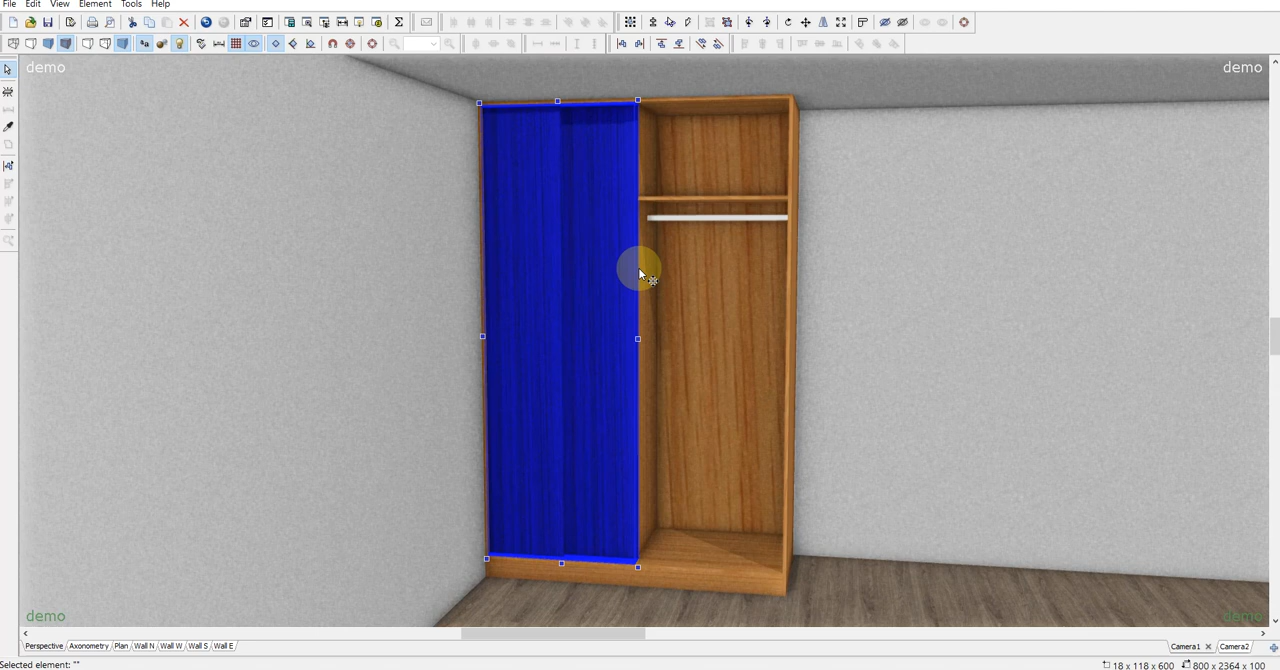 File Edit View Element Tools Help
demo demo
demo demo
Perspective Axonometry Plan Wall N Wall W Wall S Wall E Camera1 Camera2
Selected element: "" 18 x 118 x 600 800 x 2364 x 100